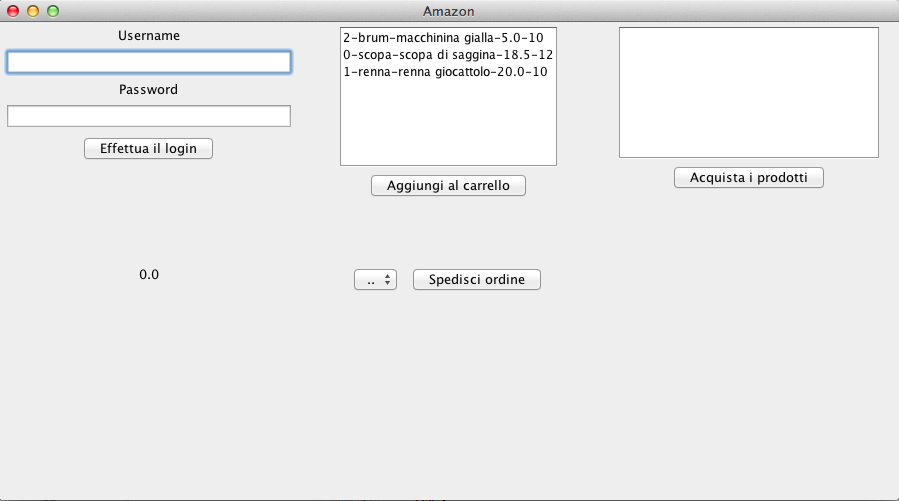 Amazon
Username
Password
Effettua il login
2-brum-macchinina gialla-5.0-10
0-scopa-scopa di saggina-18.5-12
1-renna-renna giocattolo-20.0-10
Aggiungi al carrello
Acquista i prodotti
0.0
..
Spedisci ordine